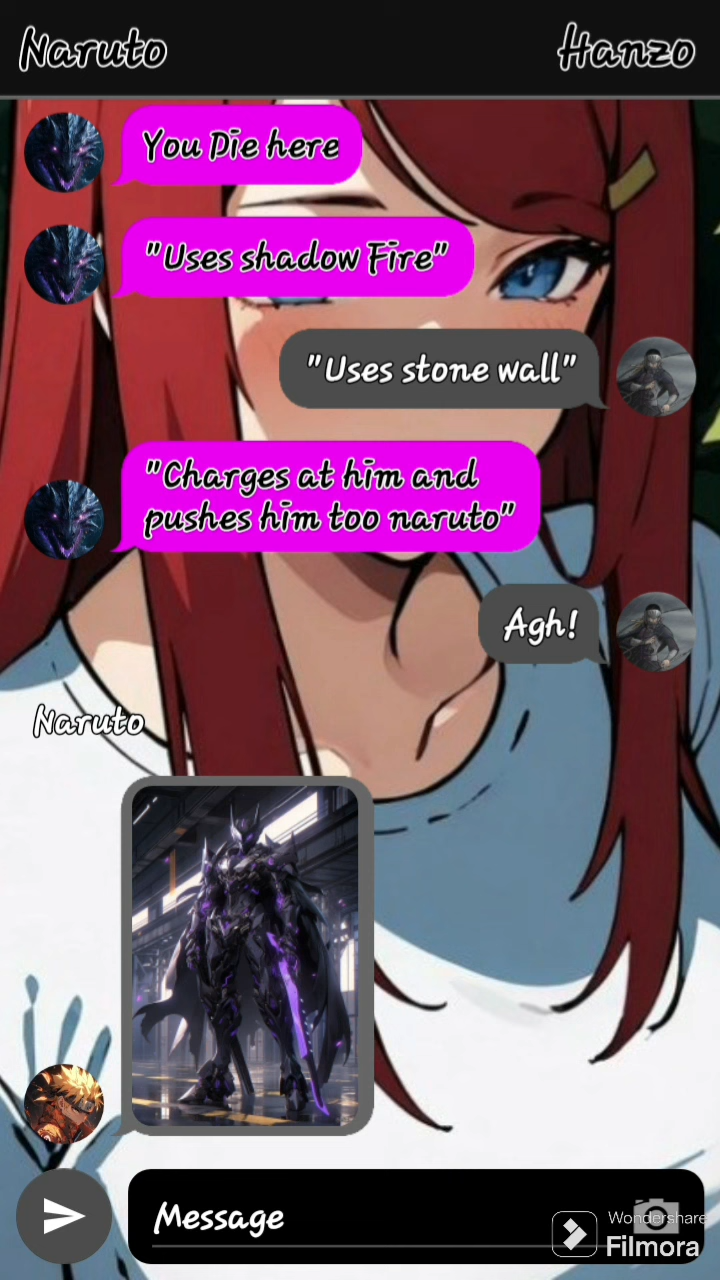 Naruto Hanzo
You Die here
"Uses shadow Fire"
"Uses stone wall"
"Charges at him and
pushes him too naruto"
Agh!
Naruto
Message
Wondershare
Filmora